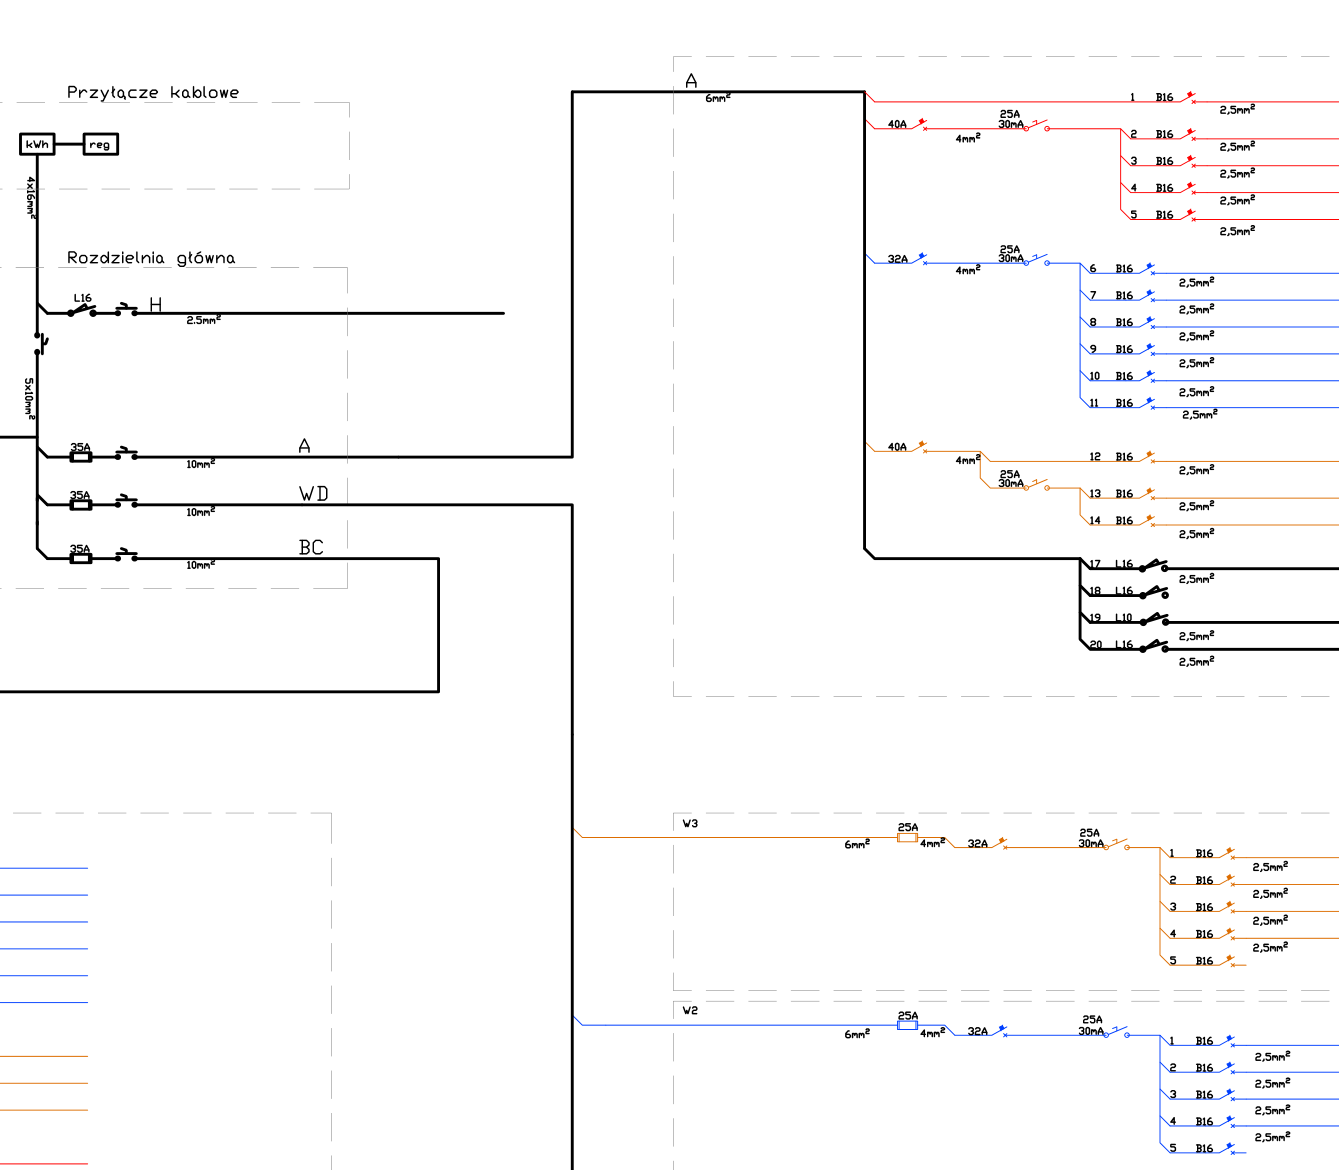 Przyłącze kablowe
kWh reg
4x16mm²
Rozdzielnia główna
L16 H
2.5mm²
5x10mm²
35A A
10mm²
35A WD
10mm²
35A BC
10mm²
A
6mm²
1 B16
2,5mm²
40A 25A
30mA
4mm²
2 B16
2,5mm²
3 B16
2,5mm²
4 B16
2,5mm²
5 B16
2,5mm²
32A 25A
30mA
4mm²
6 B16
2,5mm²
7 B16
2,5mm²
8 B16
2,5mm²
9 B16
2,5mm²
10 B16
2,5mm²
11 B16
2,5mm²
40A
4mm²
12 B16
2,5mm²
25A
30mA
13 B16
2,5mm²
14 B16
2,5mm²
17 L16
2,5mm²
18 L16
19 L10
2,5mm²
20 L16
2,5mm²
W3
6mm²
25A
4mm²
32A
25A
30mA
1 B16
2,5mm²
2 B16
2,5mm²
3 B16
2,5mm²
4 B16
2,5mm²
5 B16
W2
6mm²
25A
4mm²
32A
25A
30mA
1 B16
2,5mm²
2 B16
2,5mm²
3 B16
2,5mm²
4 B16
2,5mm²
5 B16